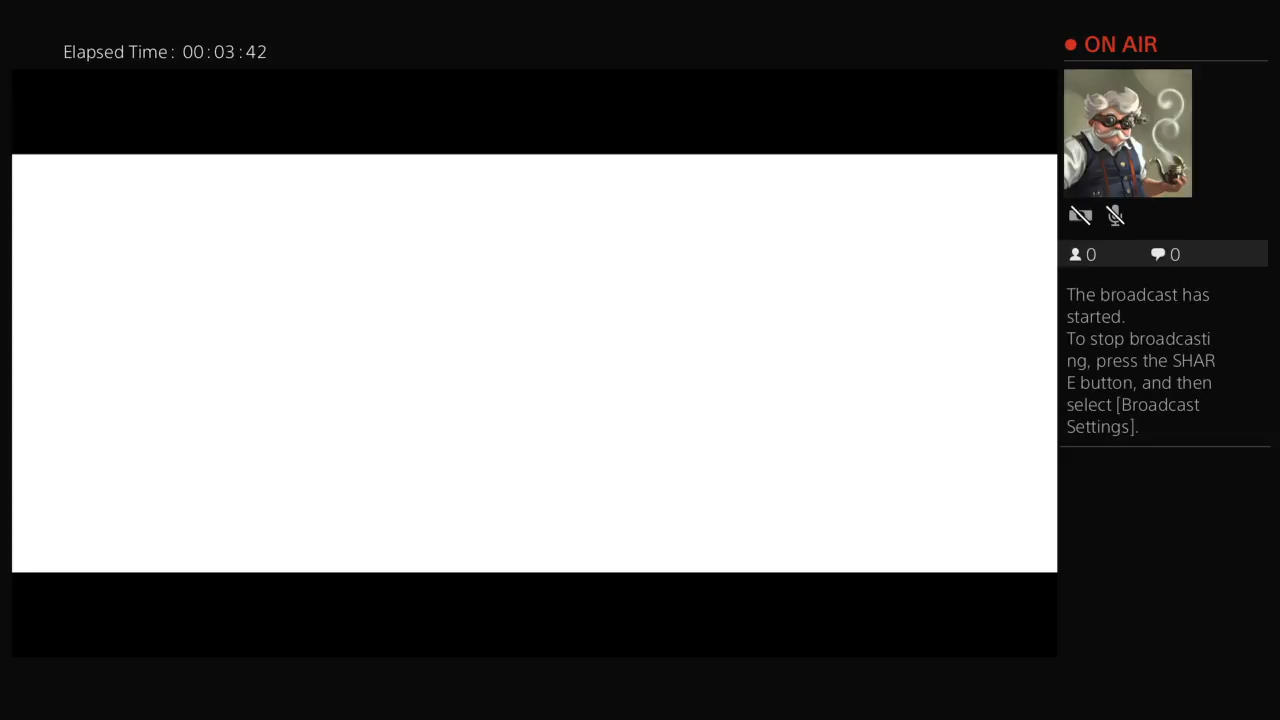 Elapsed Time: 00:03:42
ON AIR
0
0
The broadcast has
started.
To stop broadcasti
ng, press the SHAR
E button, and then
select [Broadcast
Settings].